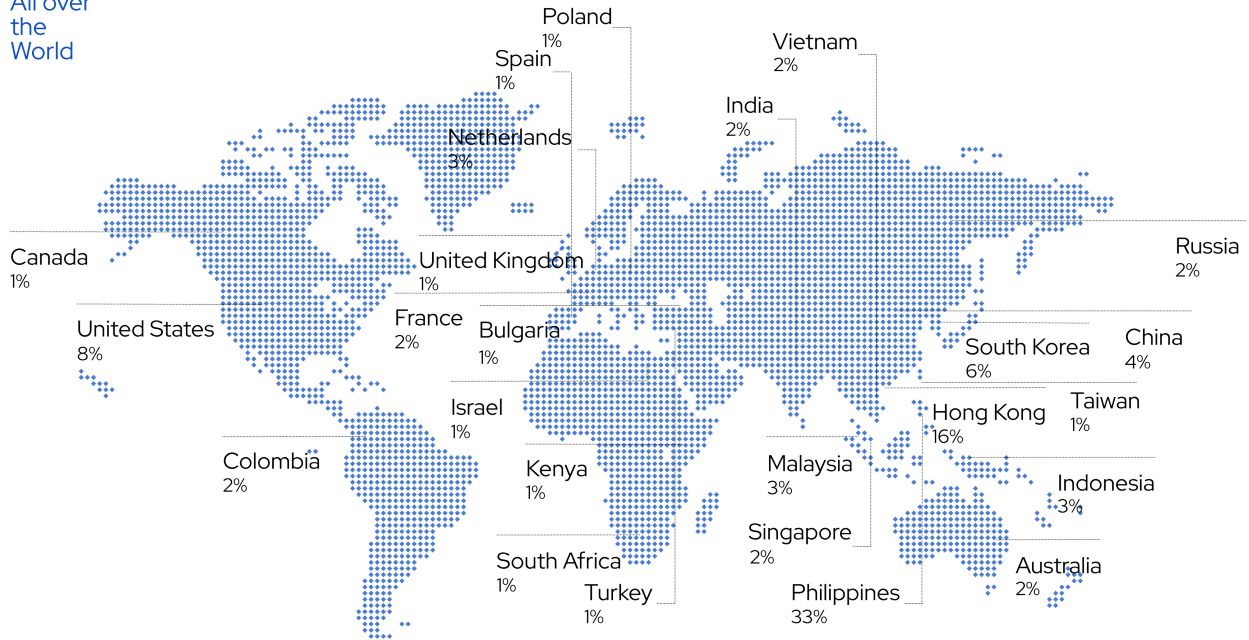 All over
the
World
Poland
1%
Spain
1%
Vietnam
2%
India
2%
Netherlands
3%
Canada
1%
United Kingdom
1%
Russia
2%
United States
8%
France
2%
Bulgaria
1%
South Korea
6%
China
4%
Israel
1%
Hong Kong
16%
Taiwan
1%
Colombia
2%
Kenya
1%
Malaysia
3%
Indonesia
3%
Singapore
2%
South Africa
1%
Australia
2%
Turkey
1%
Philippines
33%